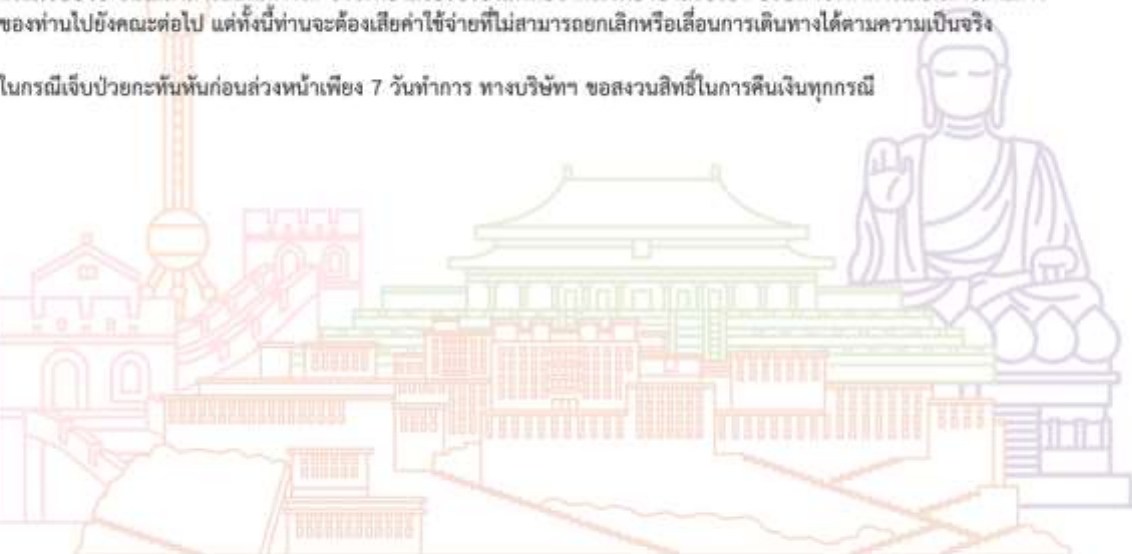 ของท่านไปยังคณะต่อไป แต่ทั้งนี้ท่านจะต้องเสียค่าใช้จ่ายที่ไม่สามารถยกเลิกหรือเลื่อนการเดินทางได้ตามความเป็นจริง
ในกรณีเจ็บป่วยกะทันหันก่อนล่วงหน้าเพียง 7 วันทำการ ทางบริษัทฯ ขอสงวนสิทธิ์ในการคืนเงินทุกกรณี